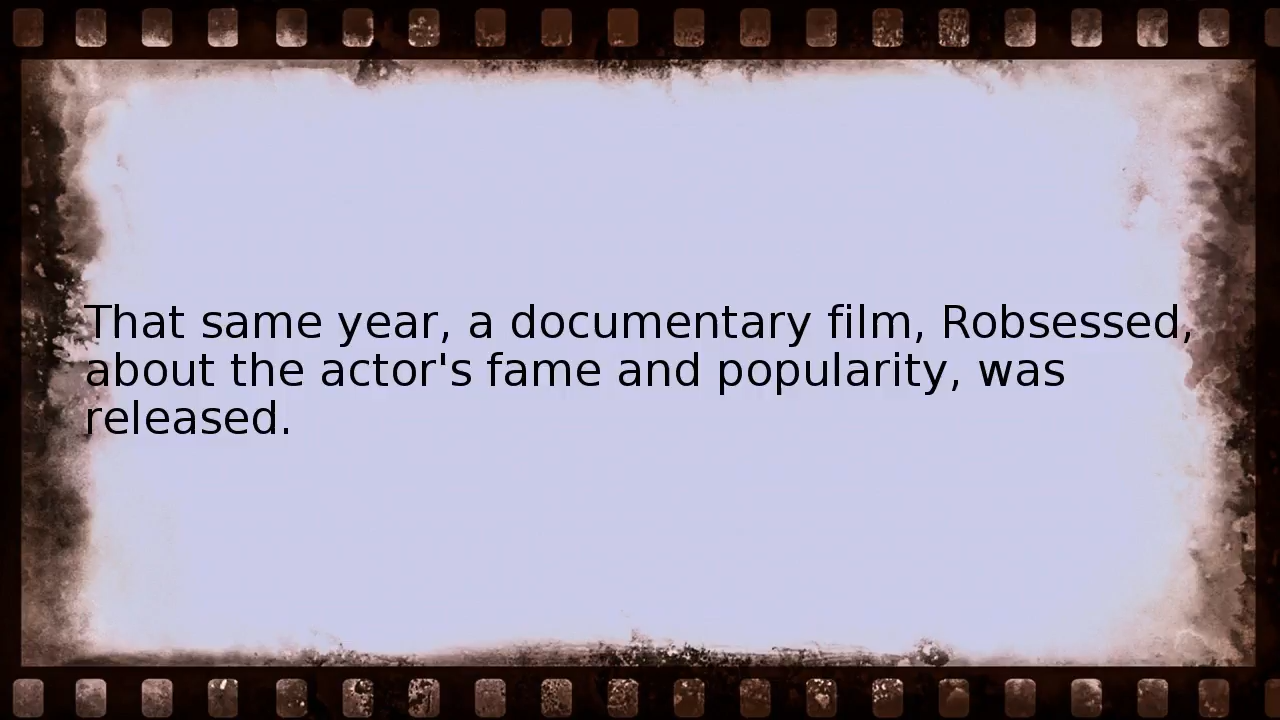 That same year, a documentary film, Robsessed,
about the actor's fame and popularity, was
released.